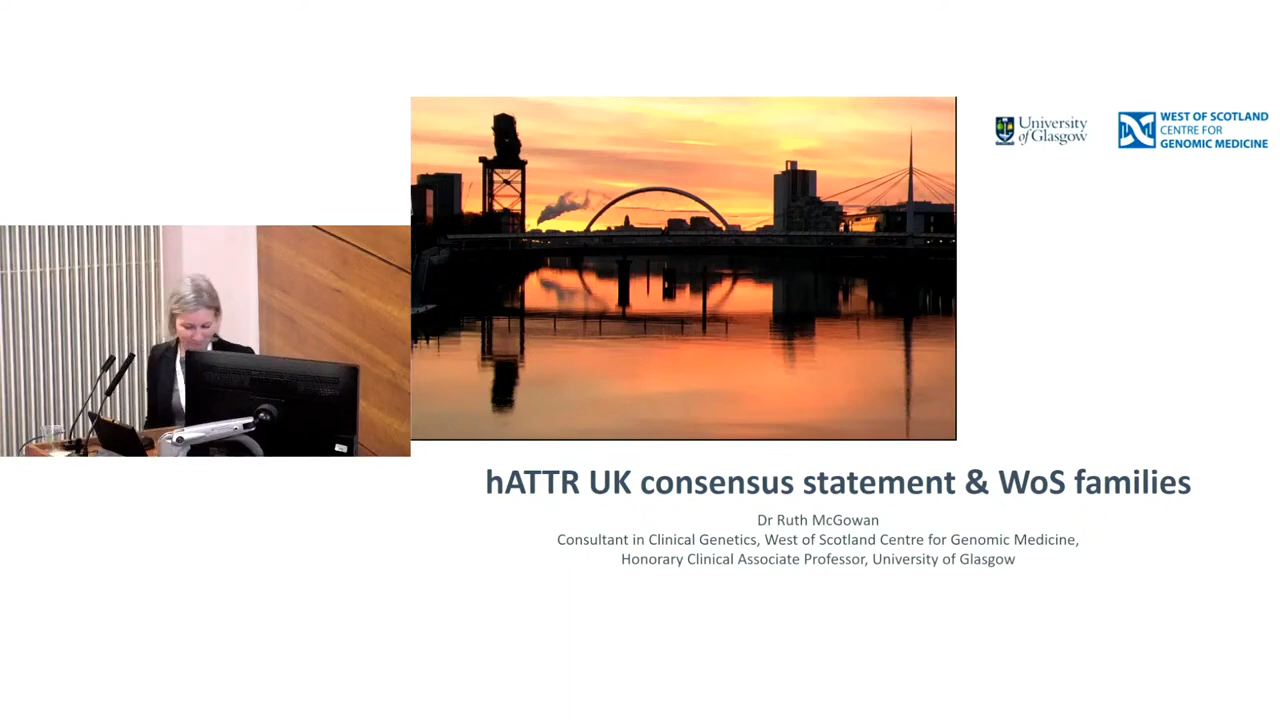 University
of Glasgow
WEST OF SCOTLAND
CENTRE FOR
GENOMIC MEDICINE
hATTR UK consensus statement & WoS families
Dr Ruth McGowan
Consultant in Clinical Genetics, West of Scotland Centre for Genomic Medicine,
Honorary Clinical Associate Professor, University of Glasgow